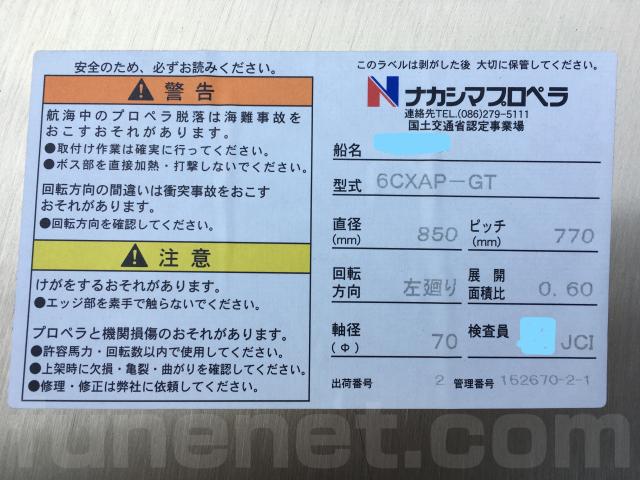 安全のため、必ずお読みください。
警告
航海中のプロペラ脱落は海難事故を
おこすおそれがあります。
●取付け作業は確実に行ってください。
●ボス部を直接加熱・打撃しないでください。
回転方向の間違いは衝突事故をおこす
おそれがあります。
●回転方向を確認してください。
注意
けがをするおそれがあります。
●エッジ部を素手で触らないでください。
プロペラと機関損傷のおそれがあります。
●許容馬力・回転数以内で使用してください。
●上架時に欠損・亀裂・曲がりを確認してください。
●修理・修正は弊社に依頼してください。
このラベルは剥がした後 大切に保管してください。
ナカシマプロペラ
連絡先TEL.(086)279-5111
国土交通省認定事業場
船名
型式 6CXAP-GT
直径(mm) 850 ピッチ(mm) 770
回転方向 左廻り 展開面積比 0.60
軸径(Φ) 70 検査員 JCI
出荷番号 2 管理番号 152670-2-1
runenet.com